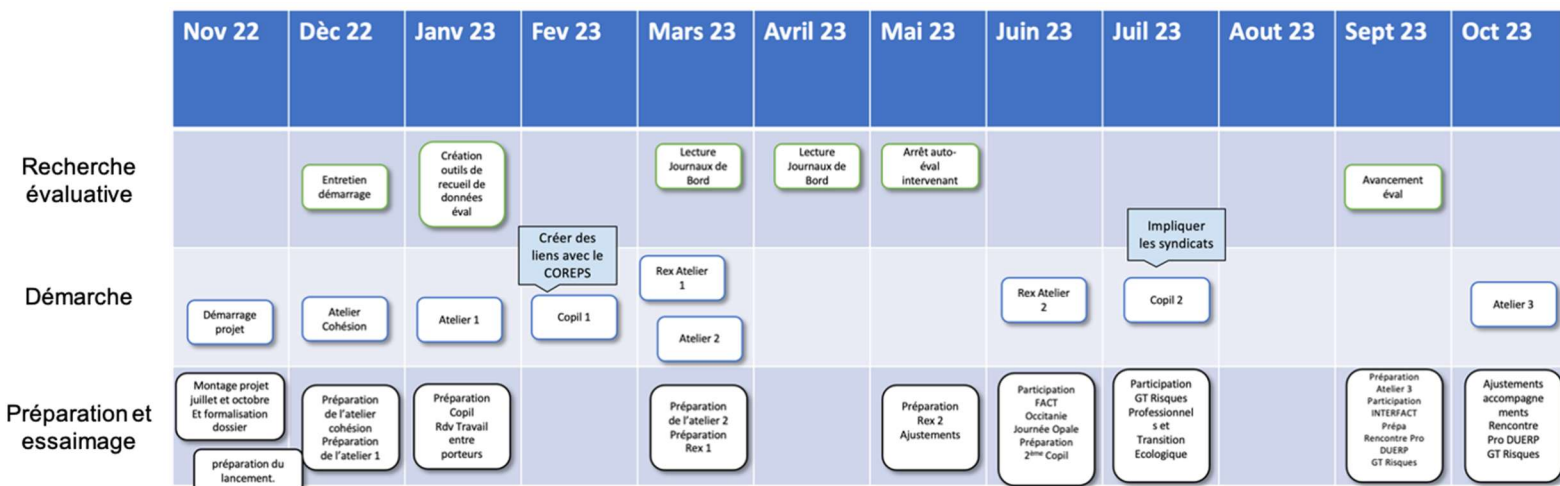 Nov 22
Dèc 22
Janv 23
Fev 23
Mars 23
Avril 23
Mai 23
Juin 23
Juil 23
Aout 23
Sept 23
Oct 23
Recherche
évaluative
Entretien
démarrage
Création
outils de
recueil de
données
éval
Lecture
Journaux de
Bord
Lecture
Journaux de
Bord
Arrêt auto-
éval
intervenant
Avancement
éval
Démarche
Démarrage
projet
Atelier
Cohésion
Atelier 1
Créer des
liens avec le
COREPS
Copil 1
Rex Atelier
1
Atelier 2
Rex Atelier
2
Impliquer
les syndicats
Copil 2
Atelier 3
Préparation et
essaimage
Montage projet
juillet et octobre
Et formalisation
dossier
préparation du
lancement.
Préparation
de l'atelier
cohésion
Préparation
de l'atelier 1
Préparation
Copil
Rdv Travail
entre
porteurs
Préparation
de l'atelier 2
Préparation
Rex 1
Préparation
Rex 2
Ajustements
Participation
FACT
Occitanie
Journée Opale
Préparation
2ème Copil
Participation
GT Risques
Professionnel
s et
Transition
Ecologique
Préparation
Atelier 3
Participation
INTERFACT
Prépa
Rencontre Pro
DUERP
GT Risques
Ajustements
accompagne
ments
Rencontre
Pro DUERP
GT Risques